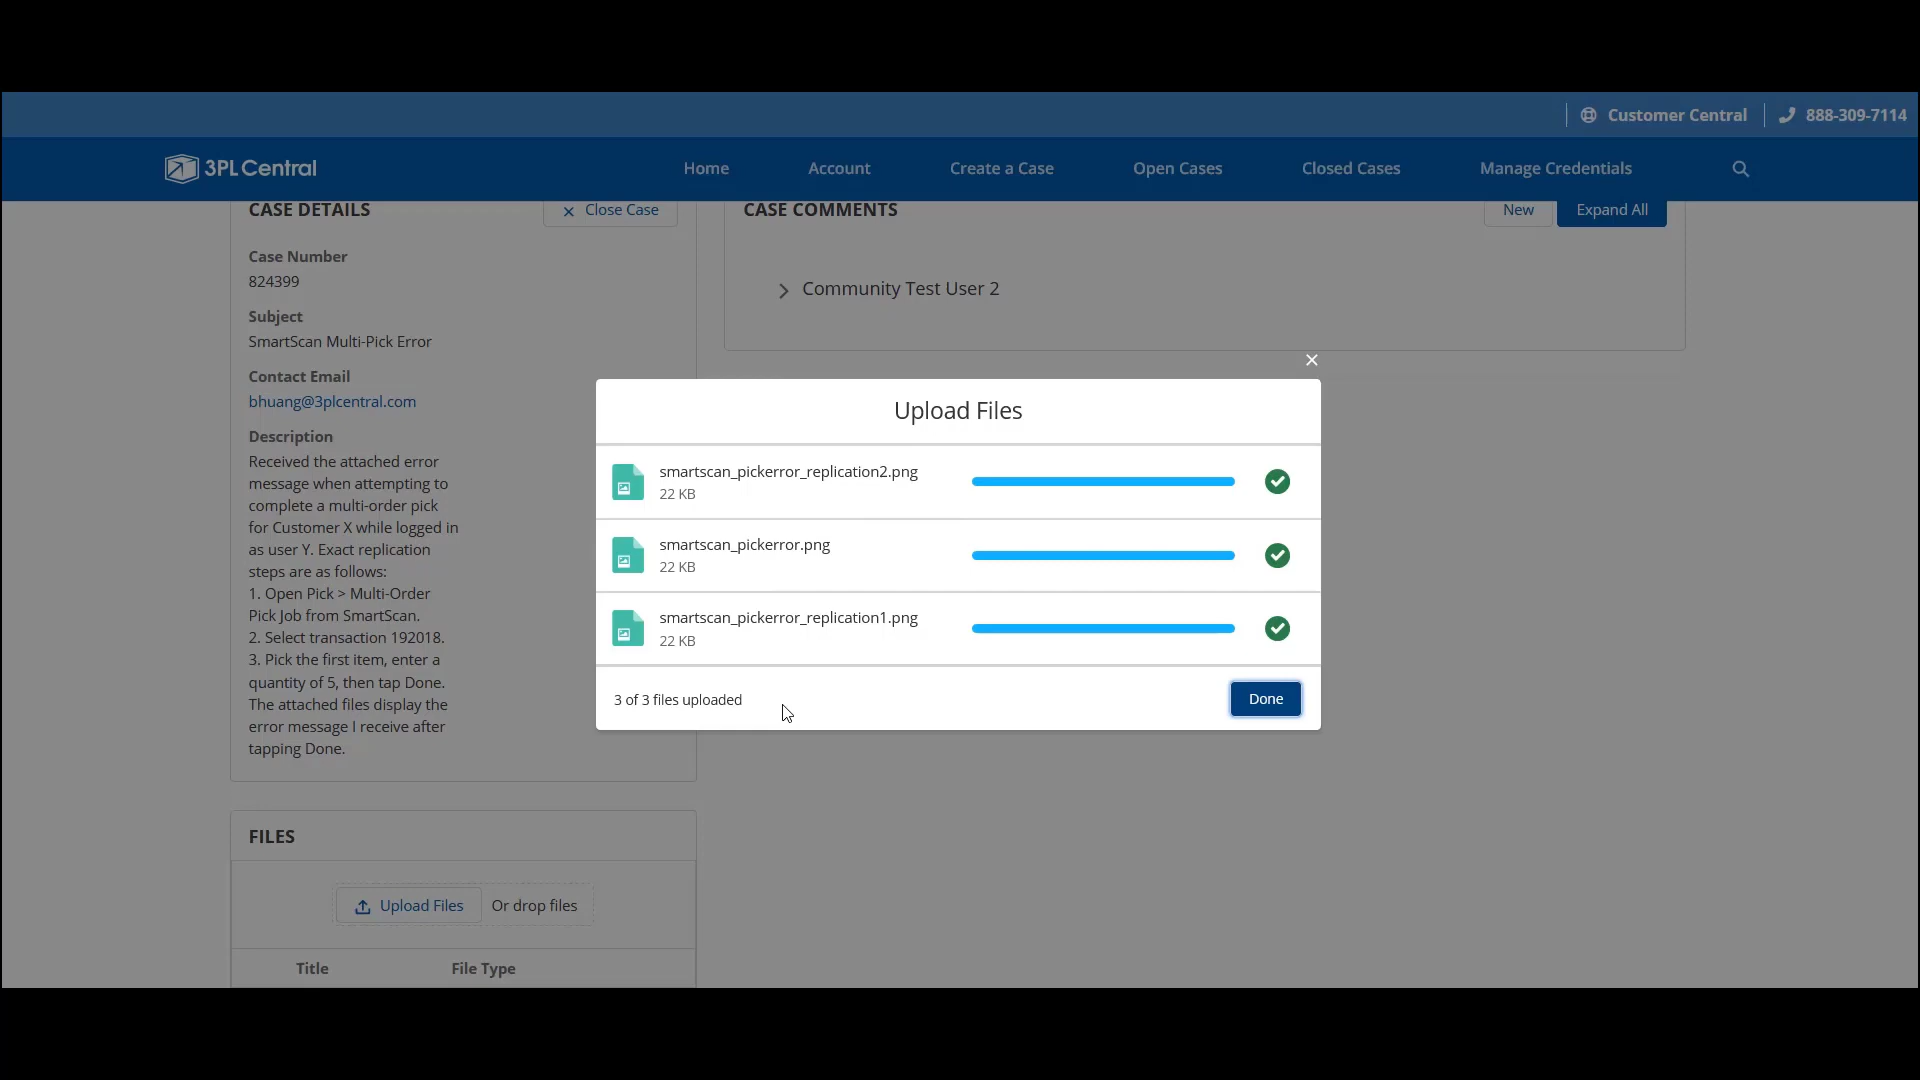 Customer Central
888-309-7114
3PL Central
Home
Account
Create a Case
Open Cases
Closed Cases
Manage Credentials
CASE DETAILS
Close Case
Case Number
824399
Subject
SmartScan Multi-Pick Error
Contact Email
bhuang@3plcentral.com
Description
Received the attached error
message when attempting to
complete a multi-order pick
for Customer X while logged in
as user Y. Exact replication
steps are as follows:
1. Open Pick > Multi-Order
Pick Job from SmartScan.
2. Select transaction 192018.
3. Pick the first item, enter a
quantity of 5, then tap Done.
The attached files display the
error message I receive after
tapping Done.
CASE COMMENTS
New
Expand All
Community Test User 2
Upload Files
smartscan_pickerror_replication2.png
22 KB
smartscan_pickerror.png
22 KB
smartscan_pickerror_replication1.png
22 KB
3 of 3 files uploaded
Done
FILES
Upload Files
Or drop files
Title
File Type